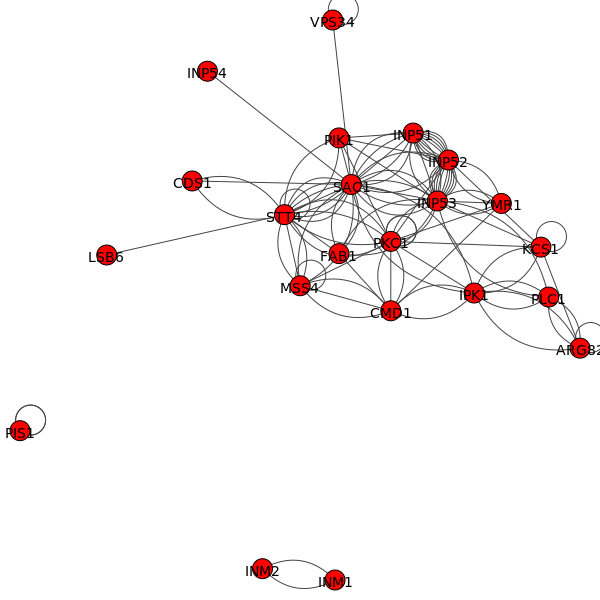 VPS34
INP54
PIK1
INP51
INP52
CDS1
SAC1
STT4
INP53
YMR1
LSB6
FAB1
PKC1
KCS1
MSS4
IPK1
PLC1
CMD1
ARG82
PIS1
INM2
INM1